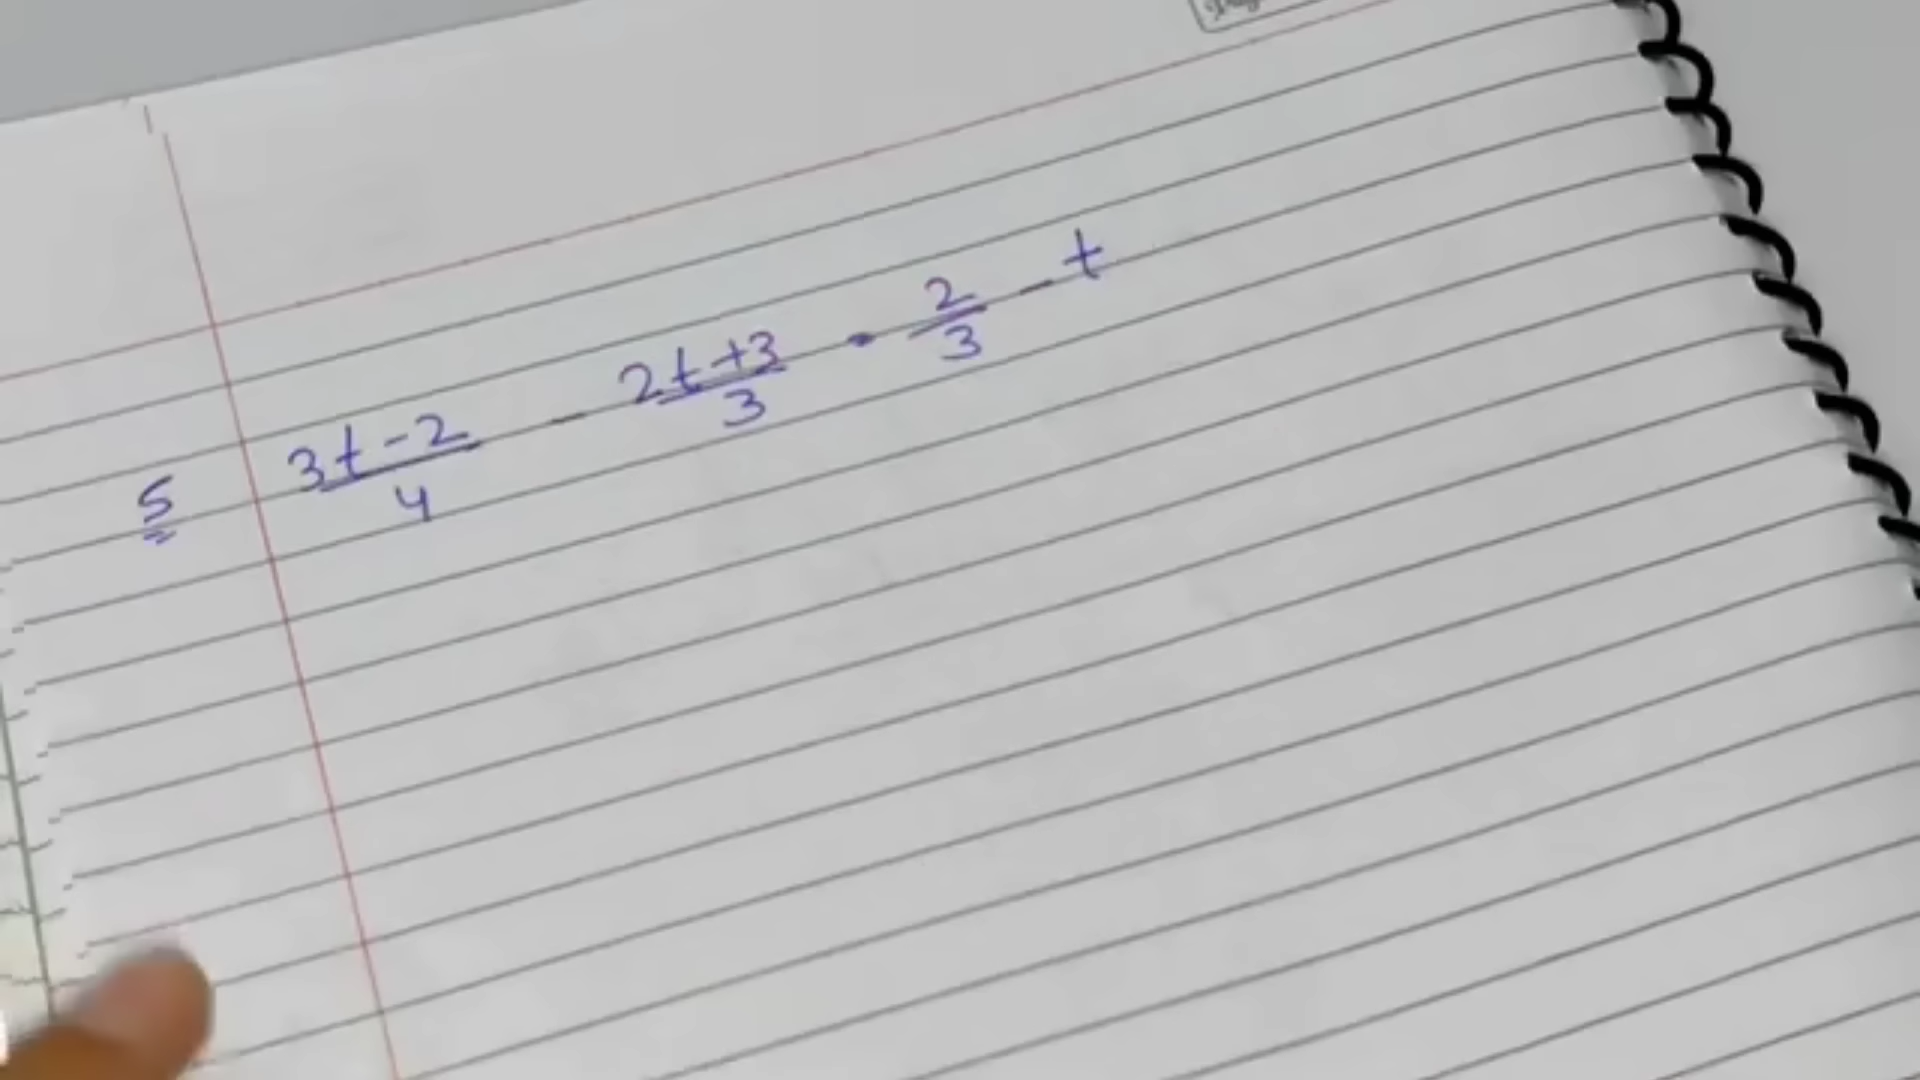 5 (3t-2)/4 - (2t+3)/3 = 2/3 - t